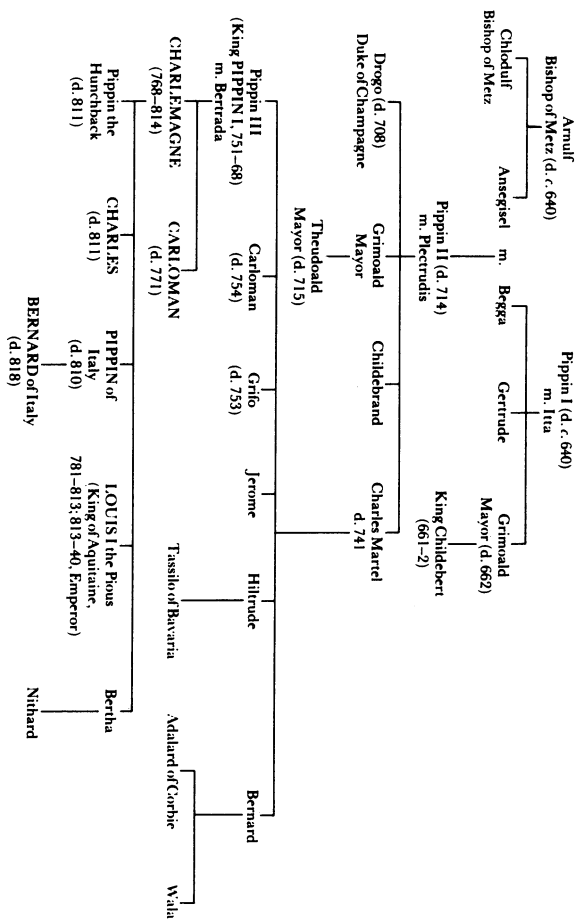 Arnulf
Bishop of Metz (d. c. 640)
Pippin I (d. c. 640)
m. Itta
Chlodulf
Bishop of Metz
Ansegisel
m.
Begga
Gertrude
Grimoald
Mayor (d. 662)
Pippin II (d. 714)
m. Plectrudis
King Childebert
(661–2)
Drogo (d. 708)
Duke of Champagne
Grimoald
Mayor
Childebrand
Charles Martel
d. 741
Theudoald
Mayor (d. 715)
Pippin III
(King PIPPIN I, 751–68)
m. Bertrada
Carloman
(d. 754)
Grifo
(d. 753)
Jerome
Hiltrude
Bernard
CHARLEMAGNE
(768–814)
CARLOMAN
(d. 771)
Tassilo of Bavaria
Adalard of Corbie
Wala
Pippin the
Hunchback
(d. 811)
CHARLES
(d. 811)
PIPPIN of
Italy
(d. 810)
LOUIS I the Pious
(King of Aquitaine,
781–813; 813–40, Emperor)
Bertha
BERNARD of Italy
(d. 818)
Nithard